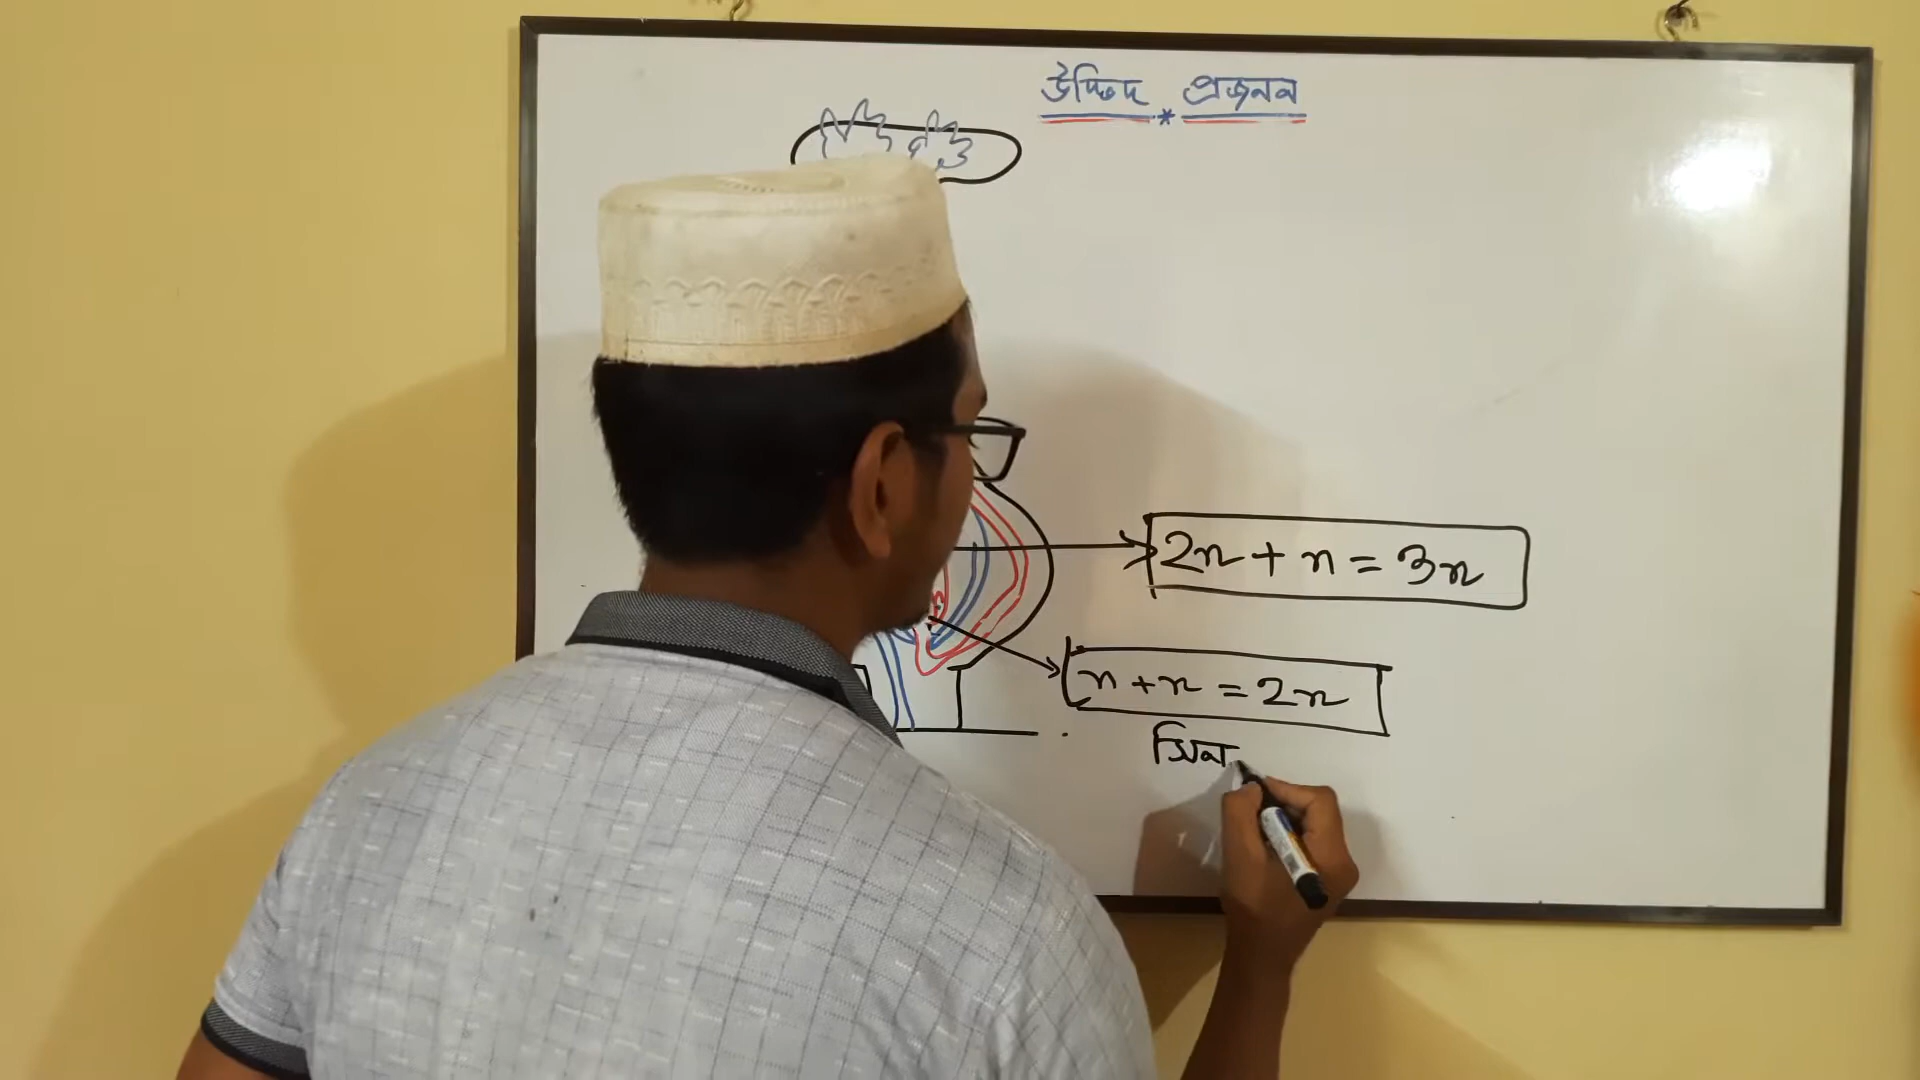 উদ্ভিদ * প্রজনন
2n + n = 3n
n + n = 2n